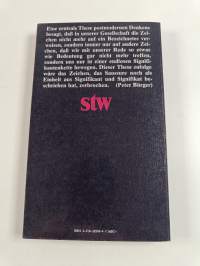 Eine zentrale These postmodernen Denkens
besagt, daß in unserer Gesellschaft die Zei-
chen nicht mehr auf ein Bezeichnetes ver-
weisen, sondern immer nur auf andere Zei-
chen, daß wir mit unserer Rede so etwas
wie Bedeutung gar nicht mehr treffen,
sondern uns nur in einer endlosen Signifi-
kantenkette bewegen. Dieser These zufolge
wäre das Zeichen, das Saussure noch als
Einheit aus Signifikant und Signifikat be-
schrieben hat, zerbrochen. (Peter Bürger)
stw